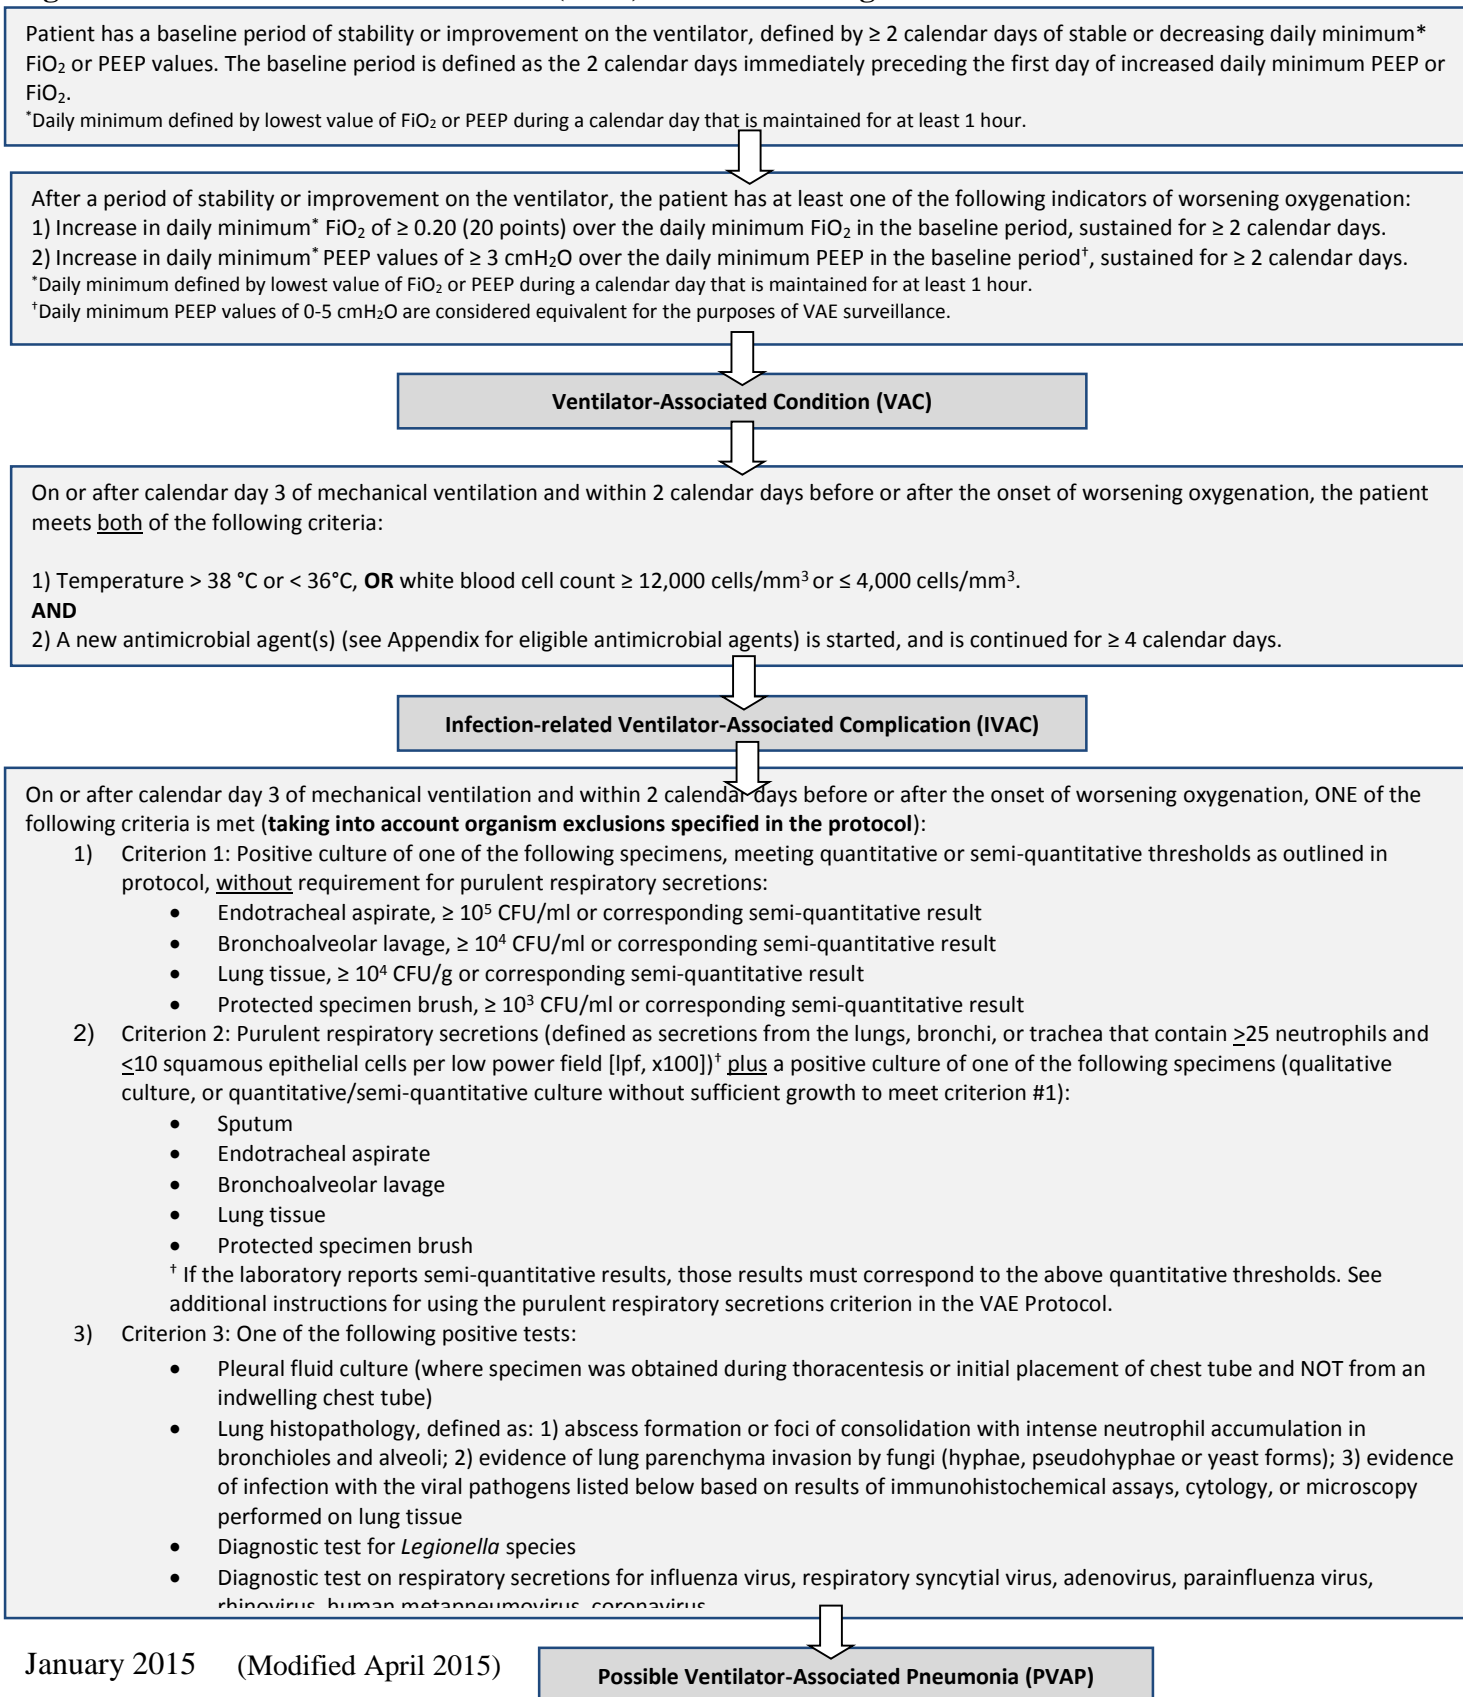 Patient has a baseline period of stability or improvement on the ventilator, defined by ≥ 2 calendar days of stable or decreasing daily minimum*
FiO₂ or PEEP values. The baseline period is defined as the 2 calendar days immediately preceding the first day of increased daily minimum PEEP or
FiO₂.
*Daily minimum defined by lowest value of FiO₂ or PEEP during a calendar day that is maintained for at least 1 hour.
After a period of stability or improvement on the ventilator, the patient has at least one of the following indicators of worsening oxygenation:
1) Increase in daily minimum* FiO₂ of ≥ 0.20 (20 points) over the daily minimum FiO₂ in the baseline period, sustained for ≥ 2 calendar days.
2) Increase in daily minimum* PEEP values of ≥ 3 cmH₂O over the daily minimum PEEP in the baseline period†, sustained for ≥ 2 calendar days.
*Daily minimum defined by lowest value of FiO₂ or PEEP during a calendar day that is maintained for at least 1 hour.
†Daily minimum PEEP values of 0-5 cmH₂O are considered equivalent for the purposes of VAE surveillance.
Ventilator-Associated Condition (VAC)
On or after calendar day 3 of mechanical ventilation and within 2 calendar days before or after the onset of worsening oxygenation, the patient
meets both of the following criteria:
1) Temperature > 38 °C or < 36°C, OR white blood cell count ≥ 12,000 cells/mm³ or ≤ 4,000 cells/mm³.
AND
2) A new antimicrobial agent(s) (see Appendix for eligible antimicrobial agents) is started, and is continued for ≥ 4 calendar days.
Infection-related Ventilator-Associated Complication (IVAC)
On or after calendar day 3 of mechanical ventilation and within 2 calendar days before or after the onset of worsening oxygenation, ONE of the
following criteria is met (taking into account organism exclusions specified in the protocol):
1) Criterion 1: Positive culture of one of the following specimens, meeting quantitative or semi-quantitative thresholds as outlined in
protocol, without requirement for purulent respiratory secretions:
• Endotracheal aspirate, ≥ 10⁵ CFU/ml or corresponding semi-quantitative result
• Bronchoalveolar lavage, ≥ 10⁴ CFU/ml or corresponding semi-quantitative result
• Lung tissue, ≥ 10⁴ CFU/g or corresponding semi-quantitative result
• Protected specimen brush, ≥ 10³ CFU/ml or corresponding semi-quantitative result
2) Criterion 2: Purulent respiratory secretions (defined as secretions from the lungs, bronchi, or trachea that contain ≥25 neutrophils and
≤10 squamous epithelial cells per low power field [lpf, x100])† plus a positive culture of one of the following specimens (qualitative
culture, or quantitative/semi-quantitative culture without sufficient growth to meet criterion #1):
• Sputum
• Endotracheal aspirate
• Bronchoalveolar lavage
• Lung tissue
• Protected specimen brush
† If the laboratory reports semi-quantitative results, those results must correspond to the above quantitative thresholds. See
additional instructions for using the purulent respiratory secretions criterion in the VAE Protocol.
3) Criterion 3: One of the following positive tests:
• Pleural fluid culture (where specimen was obtained during thoracentesis or initial placement of chest tube and NOT from an
indwelling chest tube)
• Lung histopathology, defined as: 1) abscess formation or foci of consolidation with intense neutrophil accumulation in
bronchioles and alveoli; 2) evidence of lung parenchyma invasion by fungi (hyphae, pseudohyphae or yeast forms); 3) evidence
of infection with the viral pathogens listed below based on results of immunohistochemical assays, cytology, or microscopy
performed on lung tissue
• Diagnostic test for Legionella species
• Diagnostic test on respiratory secretions for influenza virus, respiratory syncytial virus, adenovirus, parainfluenza virus,
rhinovirus, human metapneumovirus, coronavirus
January 2015 (Modified April 2015)
Possible Ventilator-Associated Pneumonia (PVAP)